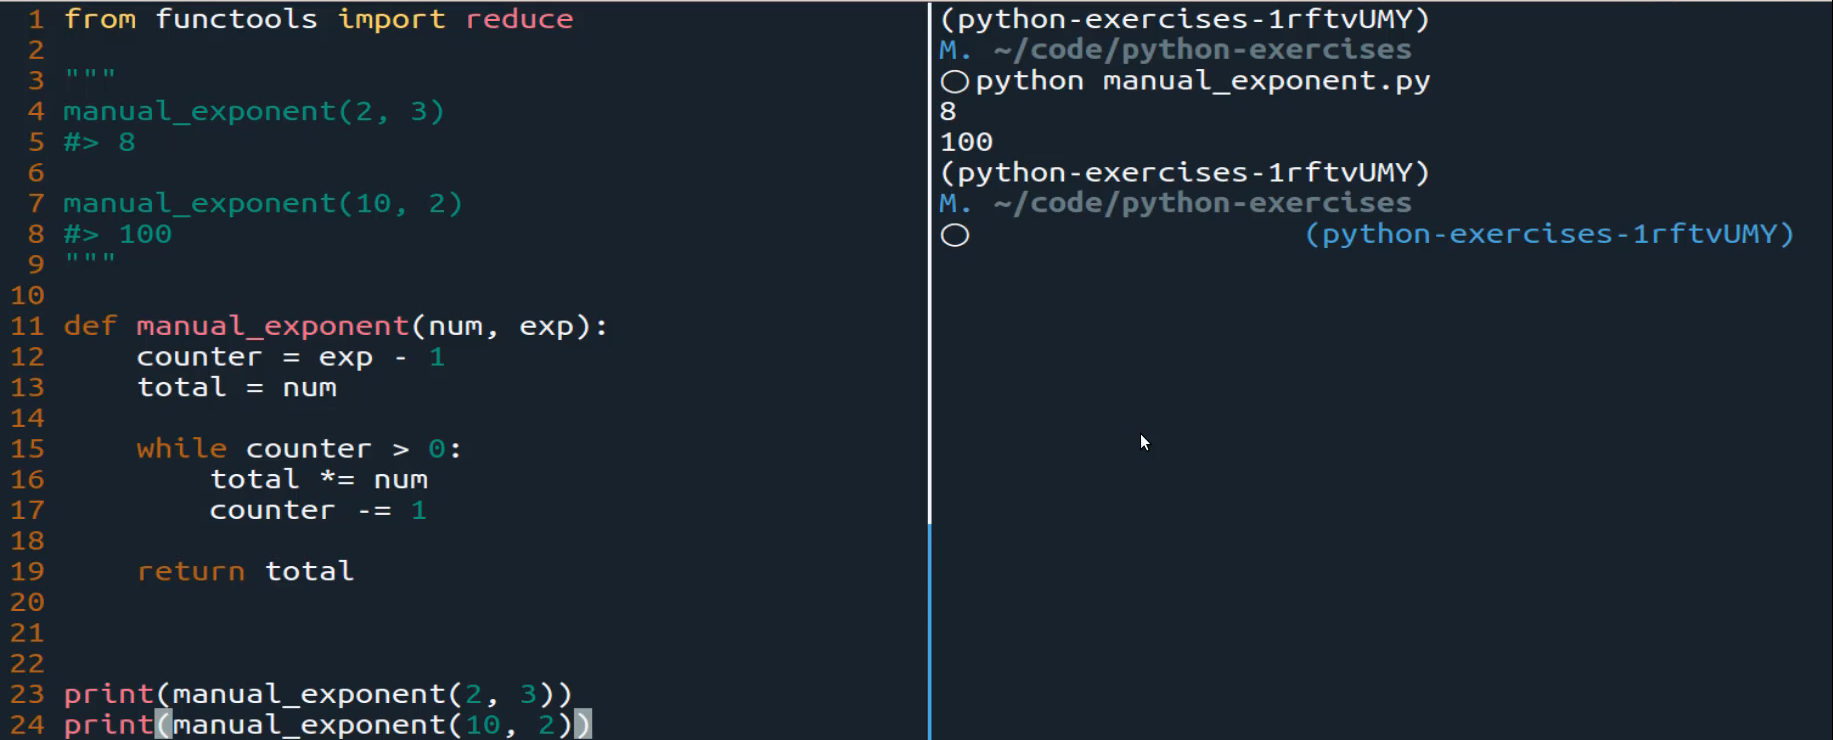 1 from functools import reduce
2
3 """
4 manual_exponent(2, 3)
5 #> 8
6
7 manual_exponent(10, 2)
8 #> 100
9 """
10
11 def manual_exponent(num, exp):
12     counter = exp - 1
13     total = num
14
15     while counter > 0:
16         total *= num
17         counter -= 1
18
19     return total
20
21
22
23 print(manual_exponent(2, 3))
24 print(manual_exponent(10, 2))
(python-exercises-1rftvUMY)
M. ~/code/python-exercises
python manual_exponent.py
8
100
(python-exercises-1rftvUMY)
M. ~/code/python-exercises
(python-exercises-1rftvUMY)